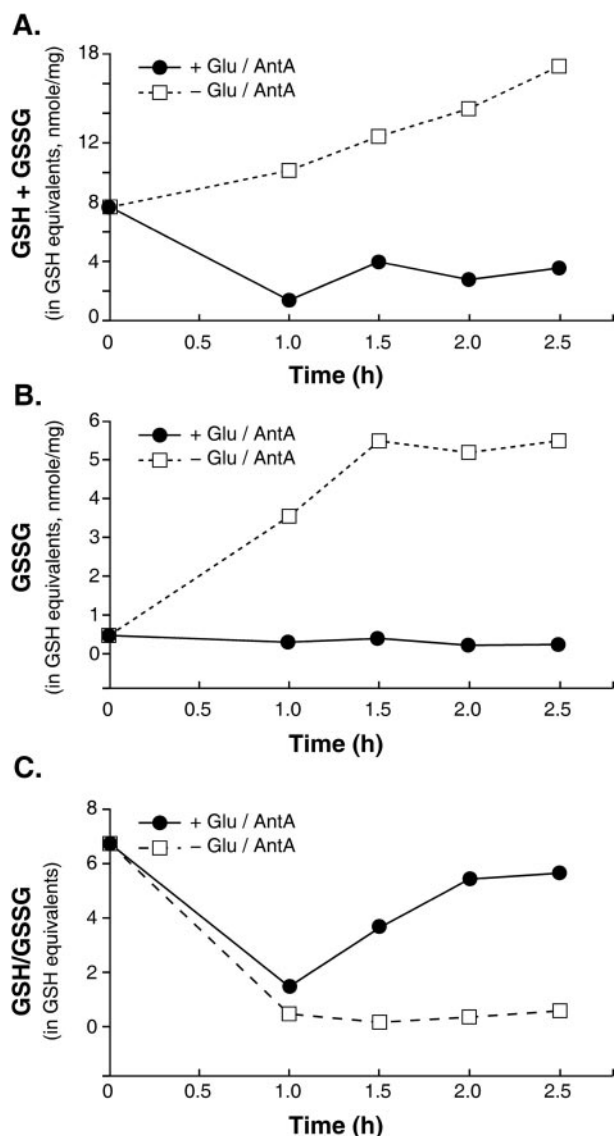 A.
GSH + GSSG
(in GSH equivalents, nmole/mg)
18
12
8
4
0
+ Glu / AntA
– Glu / AntA
0 0.5 1.0 1.5 2.0 2.5
Time (h)
B.
GSSG
(in GSH equivalents, nmole/mg)
6
5
4
3
2
1
0
+ Glu / AntA
– Glu / AntA
0 0.5 1.0 1.5 2.0 2.5
Time (h)
C.
GSH/GSSG
(in GSH equivalents)
8
6
4
2
0
+ Glu / AntA
– Glu / AntA
0 0.5 1.0 1.5 2.0 2.5
Time (h)